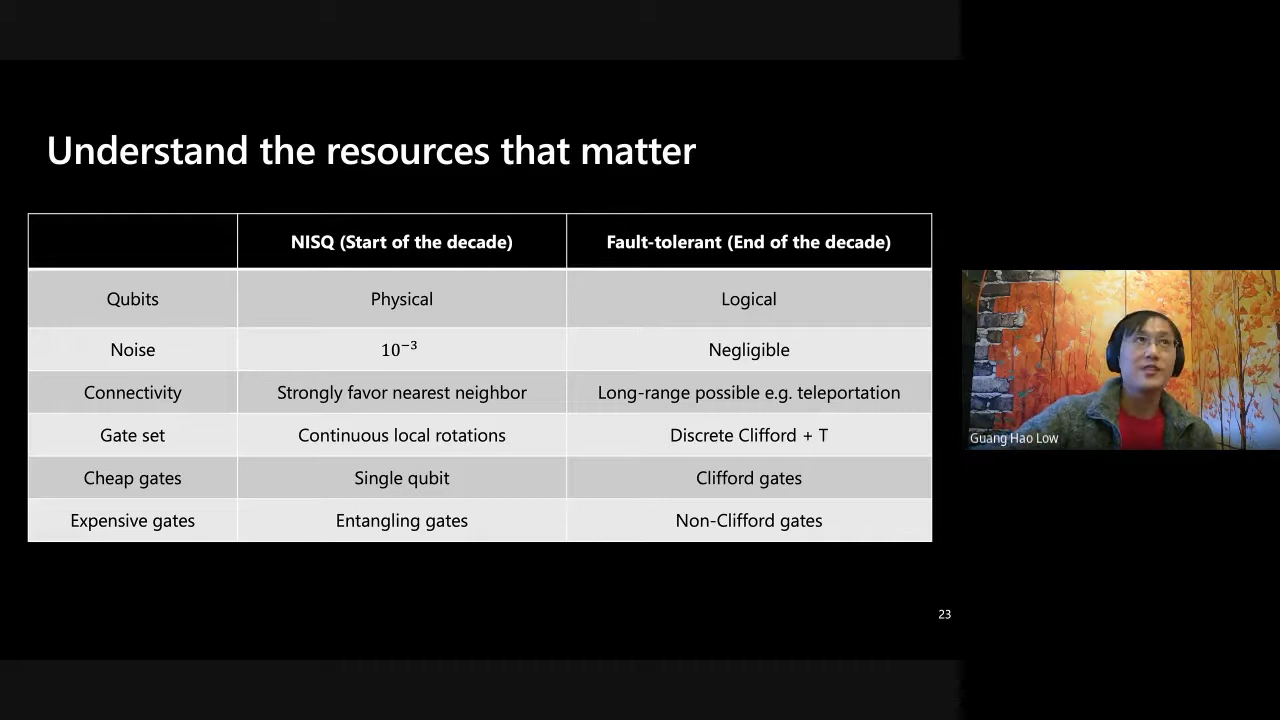 Understand the resources that matter
NISQ (Start of the decade) Fault-tolerant (End of the decade)
Qubits Physical Logical
Noise 10⁻³ Negligible
Connectivity Strongly favor nearest neighbor Long-range possible e.g. teleportation
Gate set Continuous local rotations Discrete Clifford + T
Cheap gates Single qubit Clifford gates
Expensive gates Entangling gates Non-Clifford gates
Guang Hao Low
23